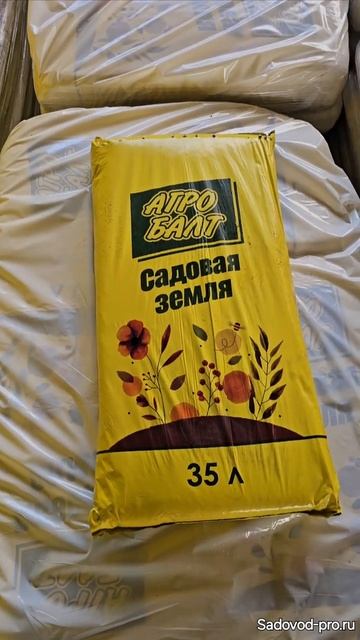 АГРО
БАЛТ
Садовая
земля
35 л
Sadovod-pro.ru